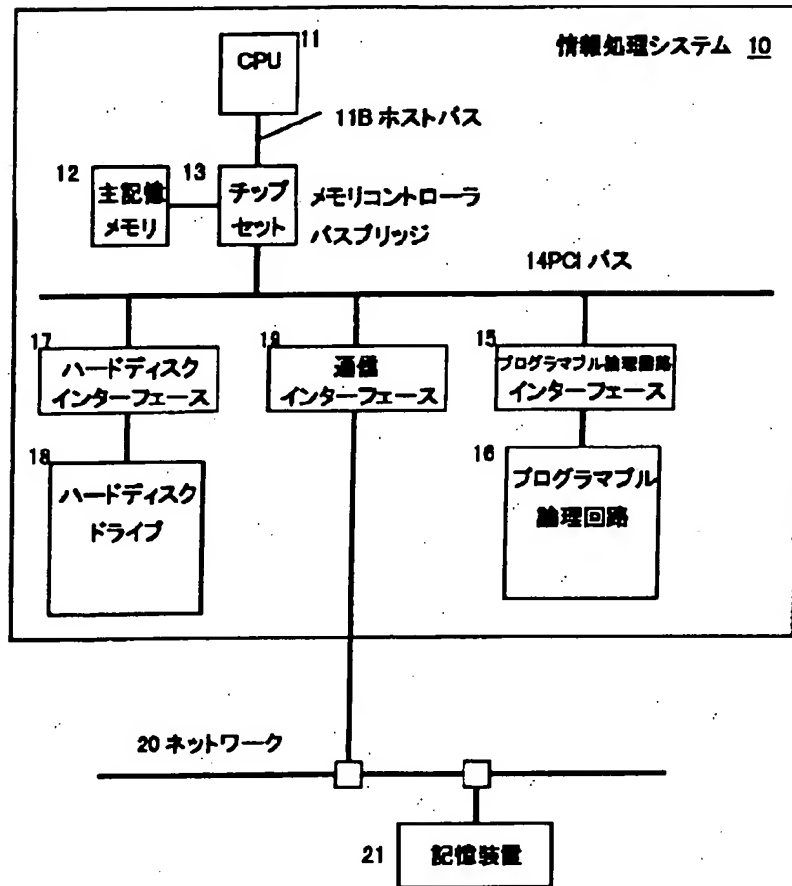 情報処理システム 10
11
CPU
11B ホストバス
12
主記憶
メモリ
13
チップ
セット
メモリコントローラ
バスブリッジ
14PCI バス
17
ハードディスク
インターフェース
19
通信
インターフェース
15
プログラマブル論理回路
インターフェース
18
ハードディスク
ドライブ
16
プログラマブル
論理回路
20 ネットワーク
21
記憶装置